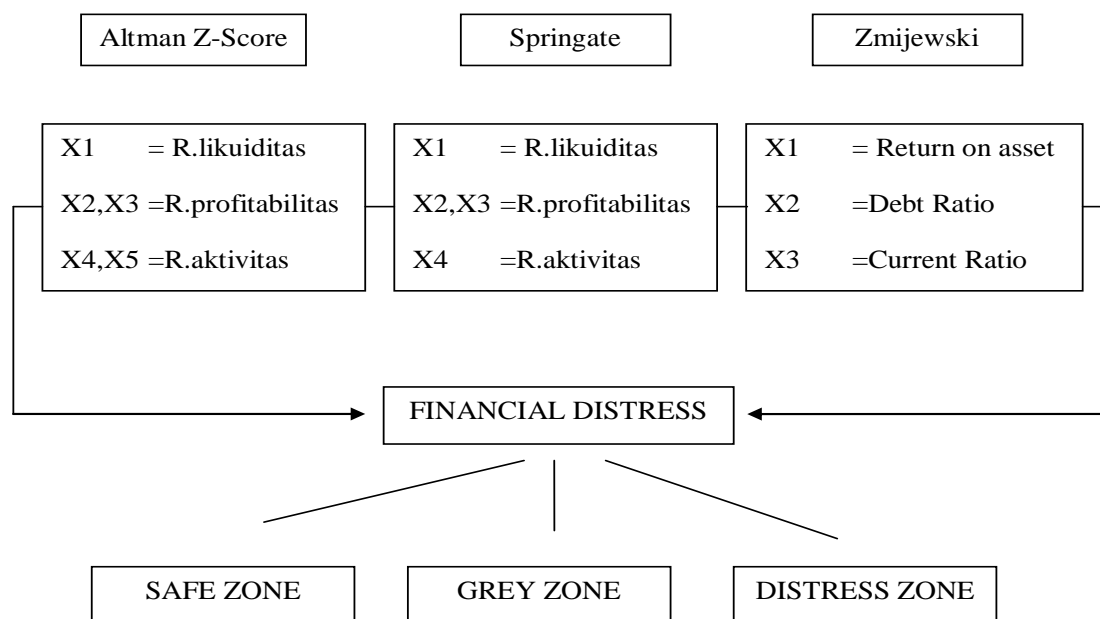 Altman Z-Score
Springate
Zmijewski
X1 = R.likuiditas
X2,X3 =R.profitabilitas
X4,X5 =R.aktivitas
X1 = R.likuiditas
X2,X3 =R.profitabilitas
X4 =R.aktivitas
X1 = Return on asset
X2 =Debt Ratio
X3 =Current Ratio
FINANCIAL DISTRESS
SAFE ZONE
GREY ZONE
DISTRESS ZONE